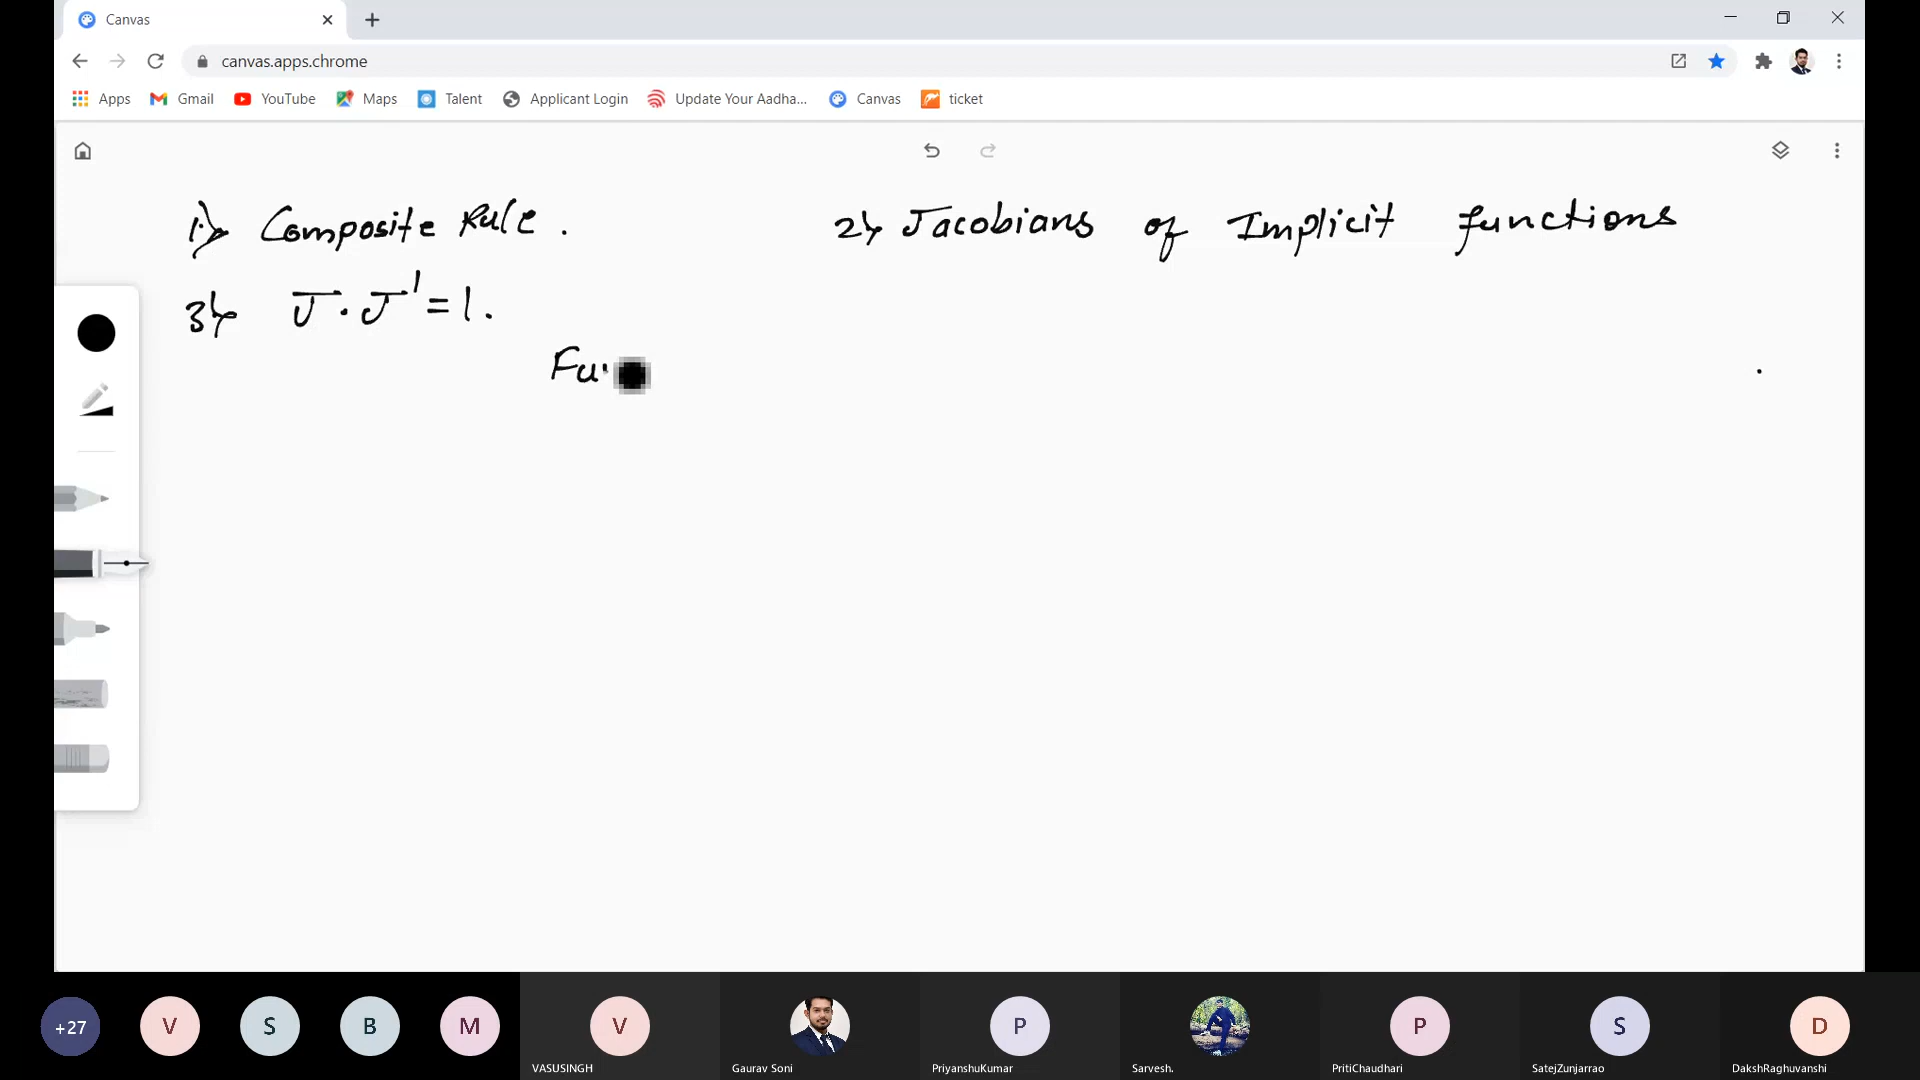 Canvas
canvas.apps.chrome
Apps Gmail YouTube Maps Talent Applicant Login Update Your Aadha... Canvas ticket
1) Composite Rule . 2) Jacobians of Implicit functions
3) J . J' = 1 .
+27 V S B M V P P S D
VASUSINGH Gaurav Soni PriyanshuKumar Sarvesh. PritiChaudhari SatejZunjarrao DakshRaghuvanshi